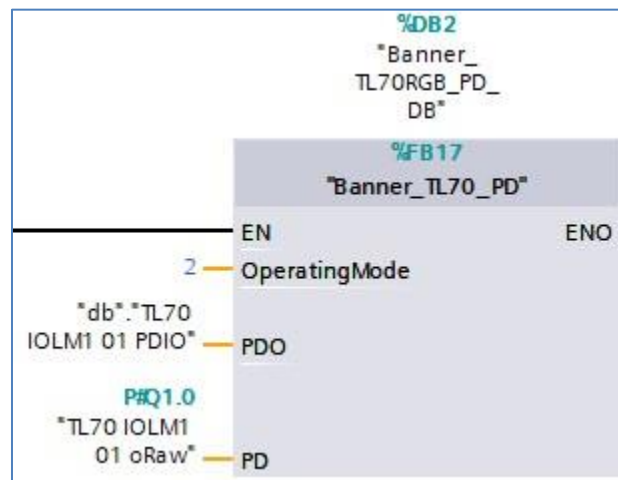 %DB2
"Banner_
TL70RGB_PD_
DB"
%FB17
"Banner_TL70_PD"
EN ENO
2 OperatingMode
"db"."TL70
IOLM1 01 PDIO" PDO
P#Q1.0
"TL70 IOLM1
01 oRaw" PD